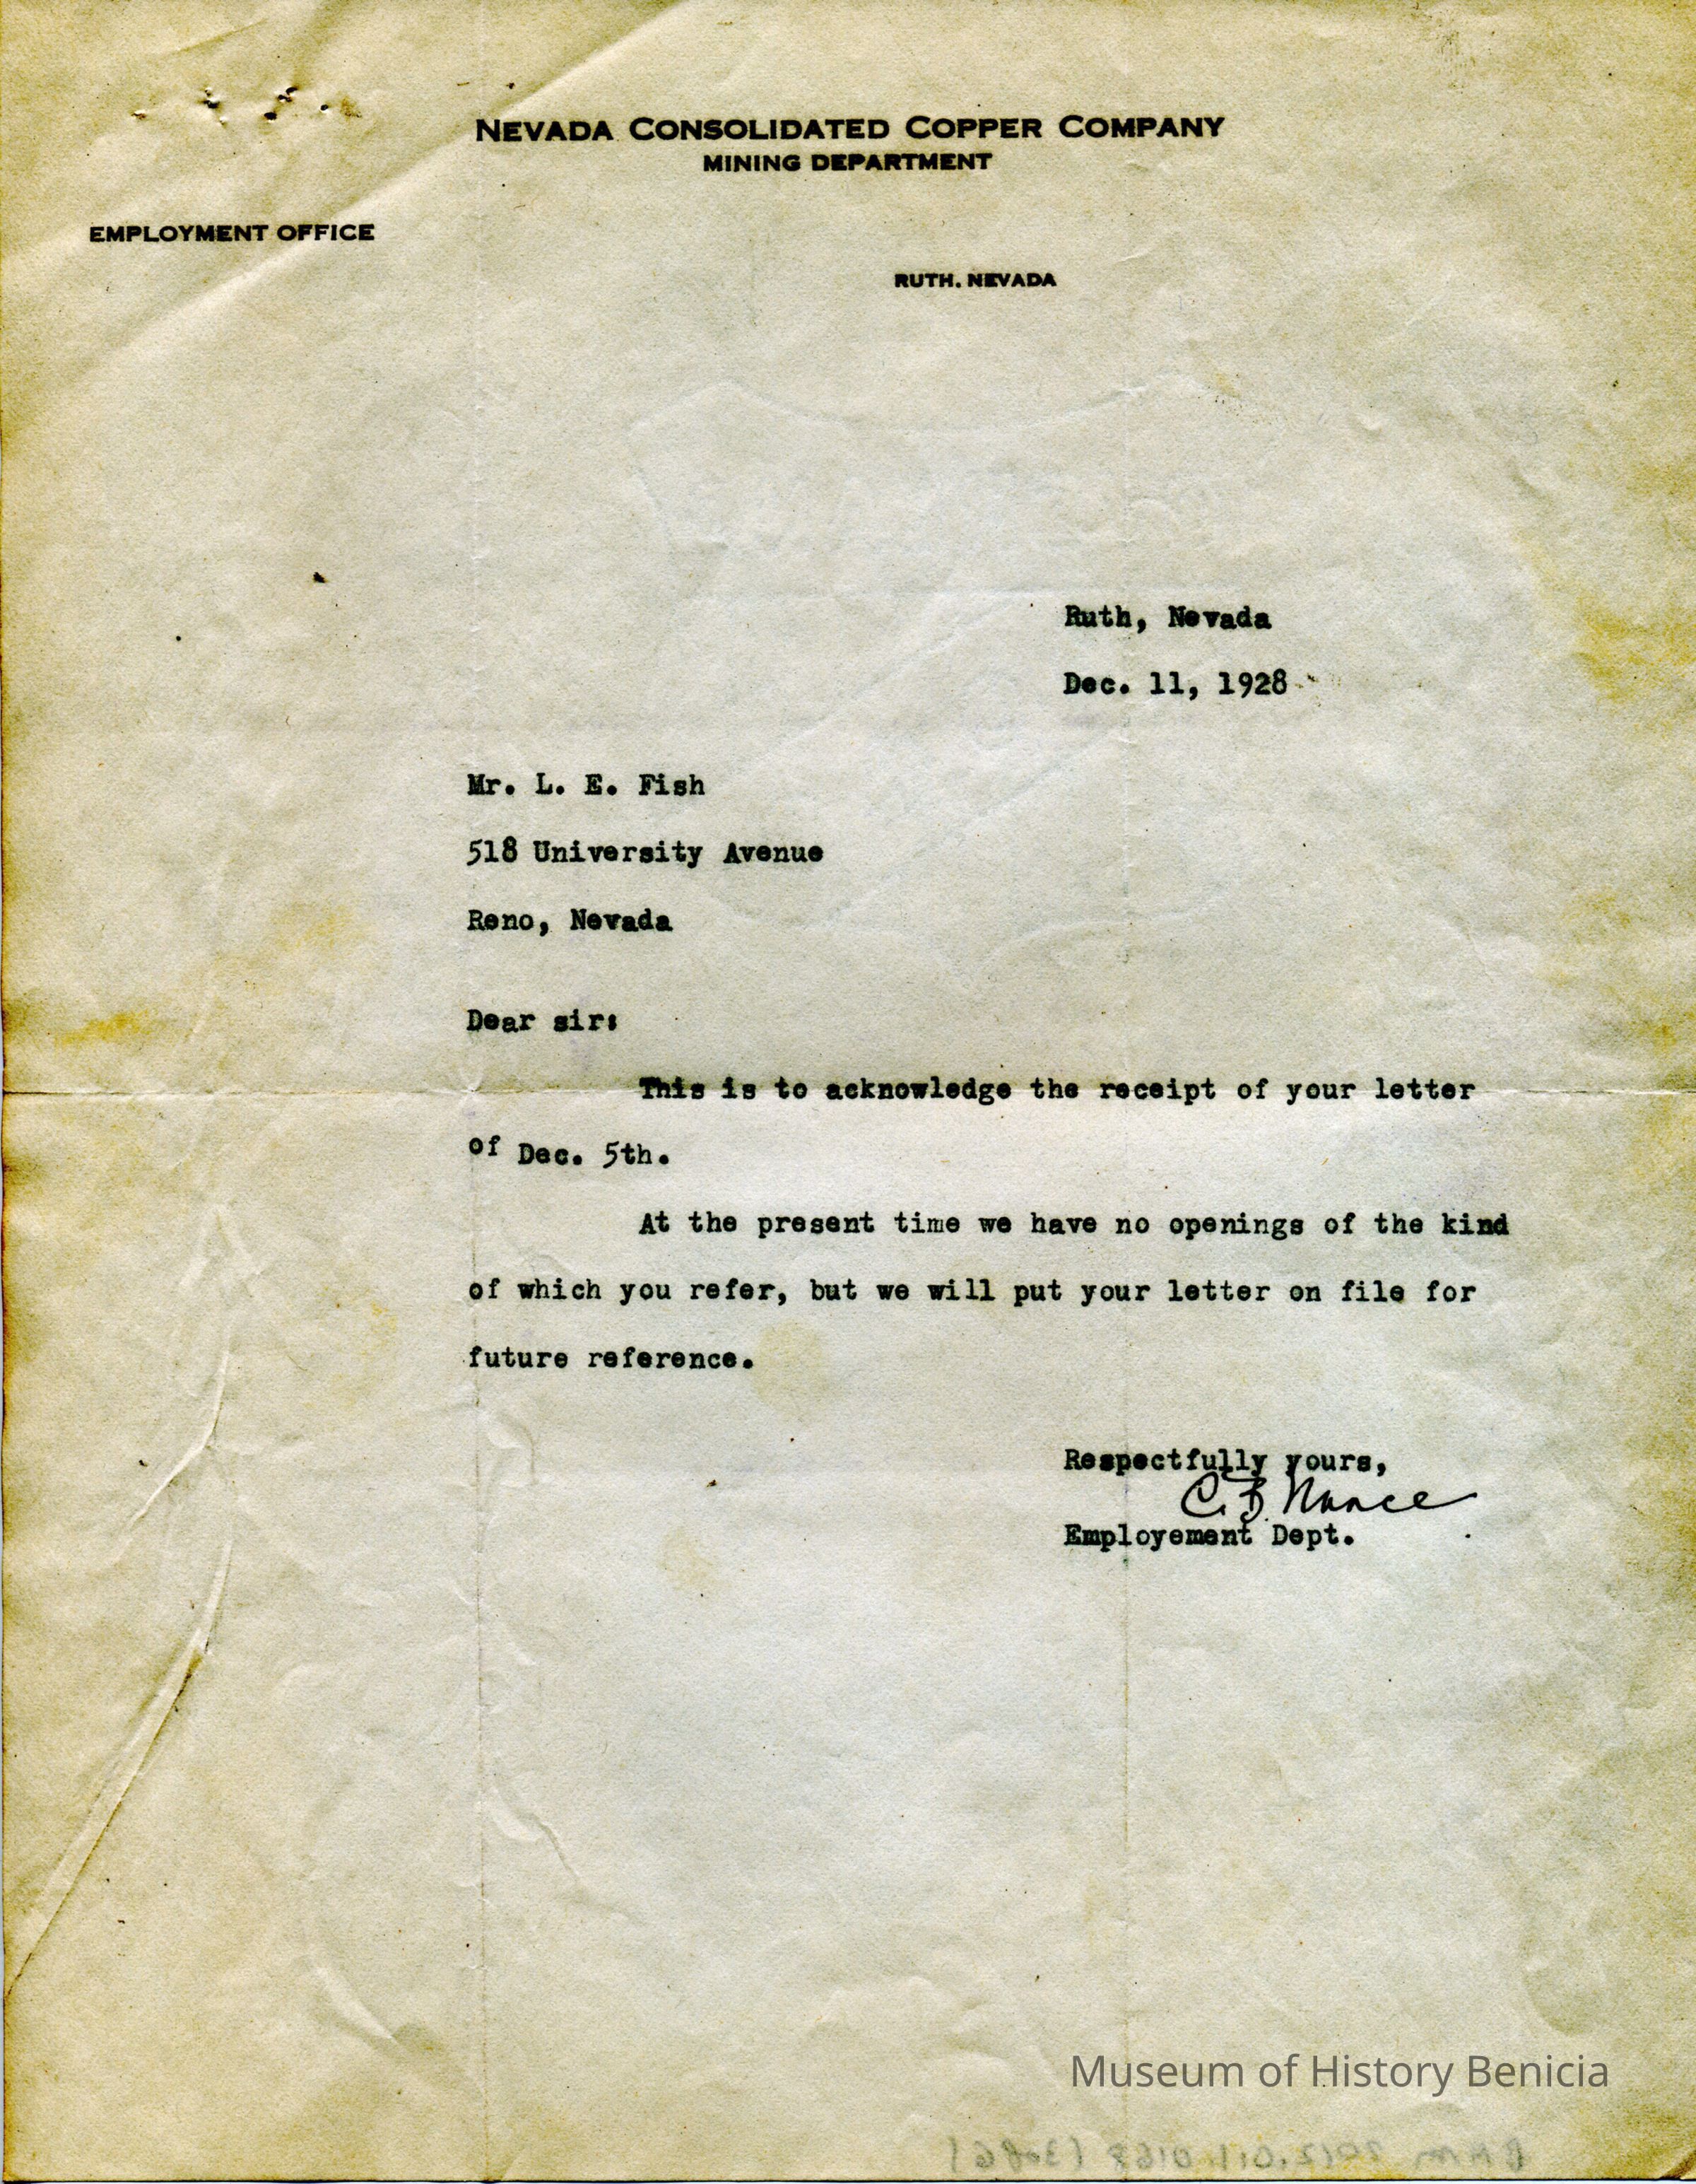 NEVADA CONSOLIDATED COPPER COMPANY
MINING DEPARTMENT
EMPLOYMENT OFFICE
RUTH. NEVADA
Ruth, Nevada
Dec. 11, 1928
Mr. L. E. Fish
518 University Avenue
Reno, Nevada
Dear sir:
This is to acknowledge the receipt of your letter
of Dec. 5th.
At the present time we have no openings of the kind
of which you refer, but we will put your letter on file for
future reference.
Respectfully yours,
C. B. Nance
Employement Dept.
Museum of History Benicia